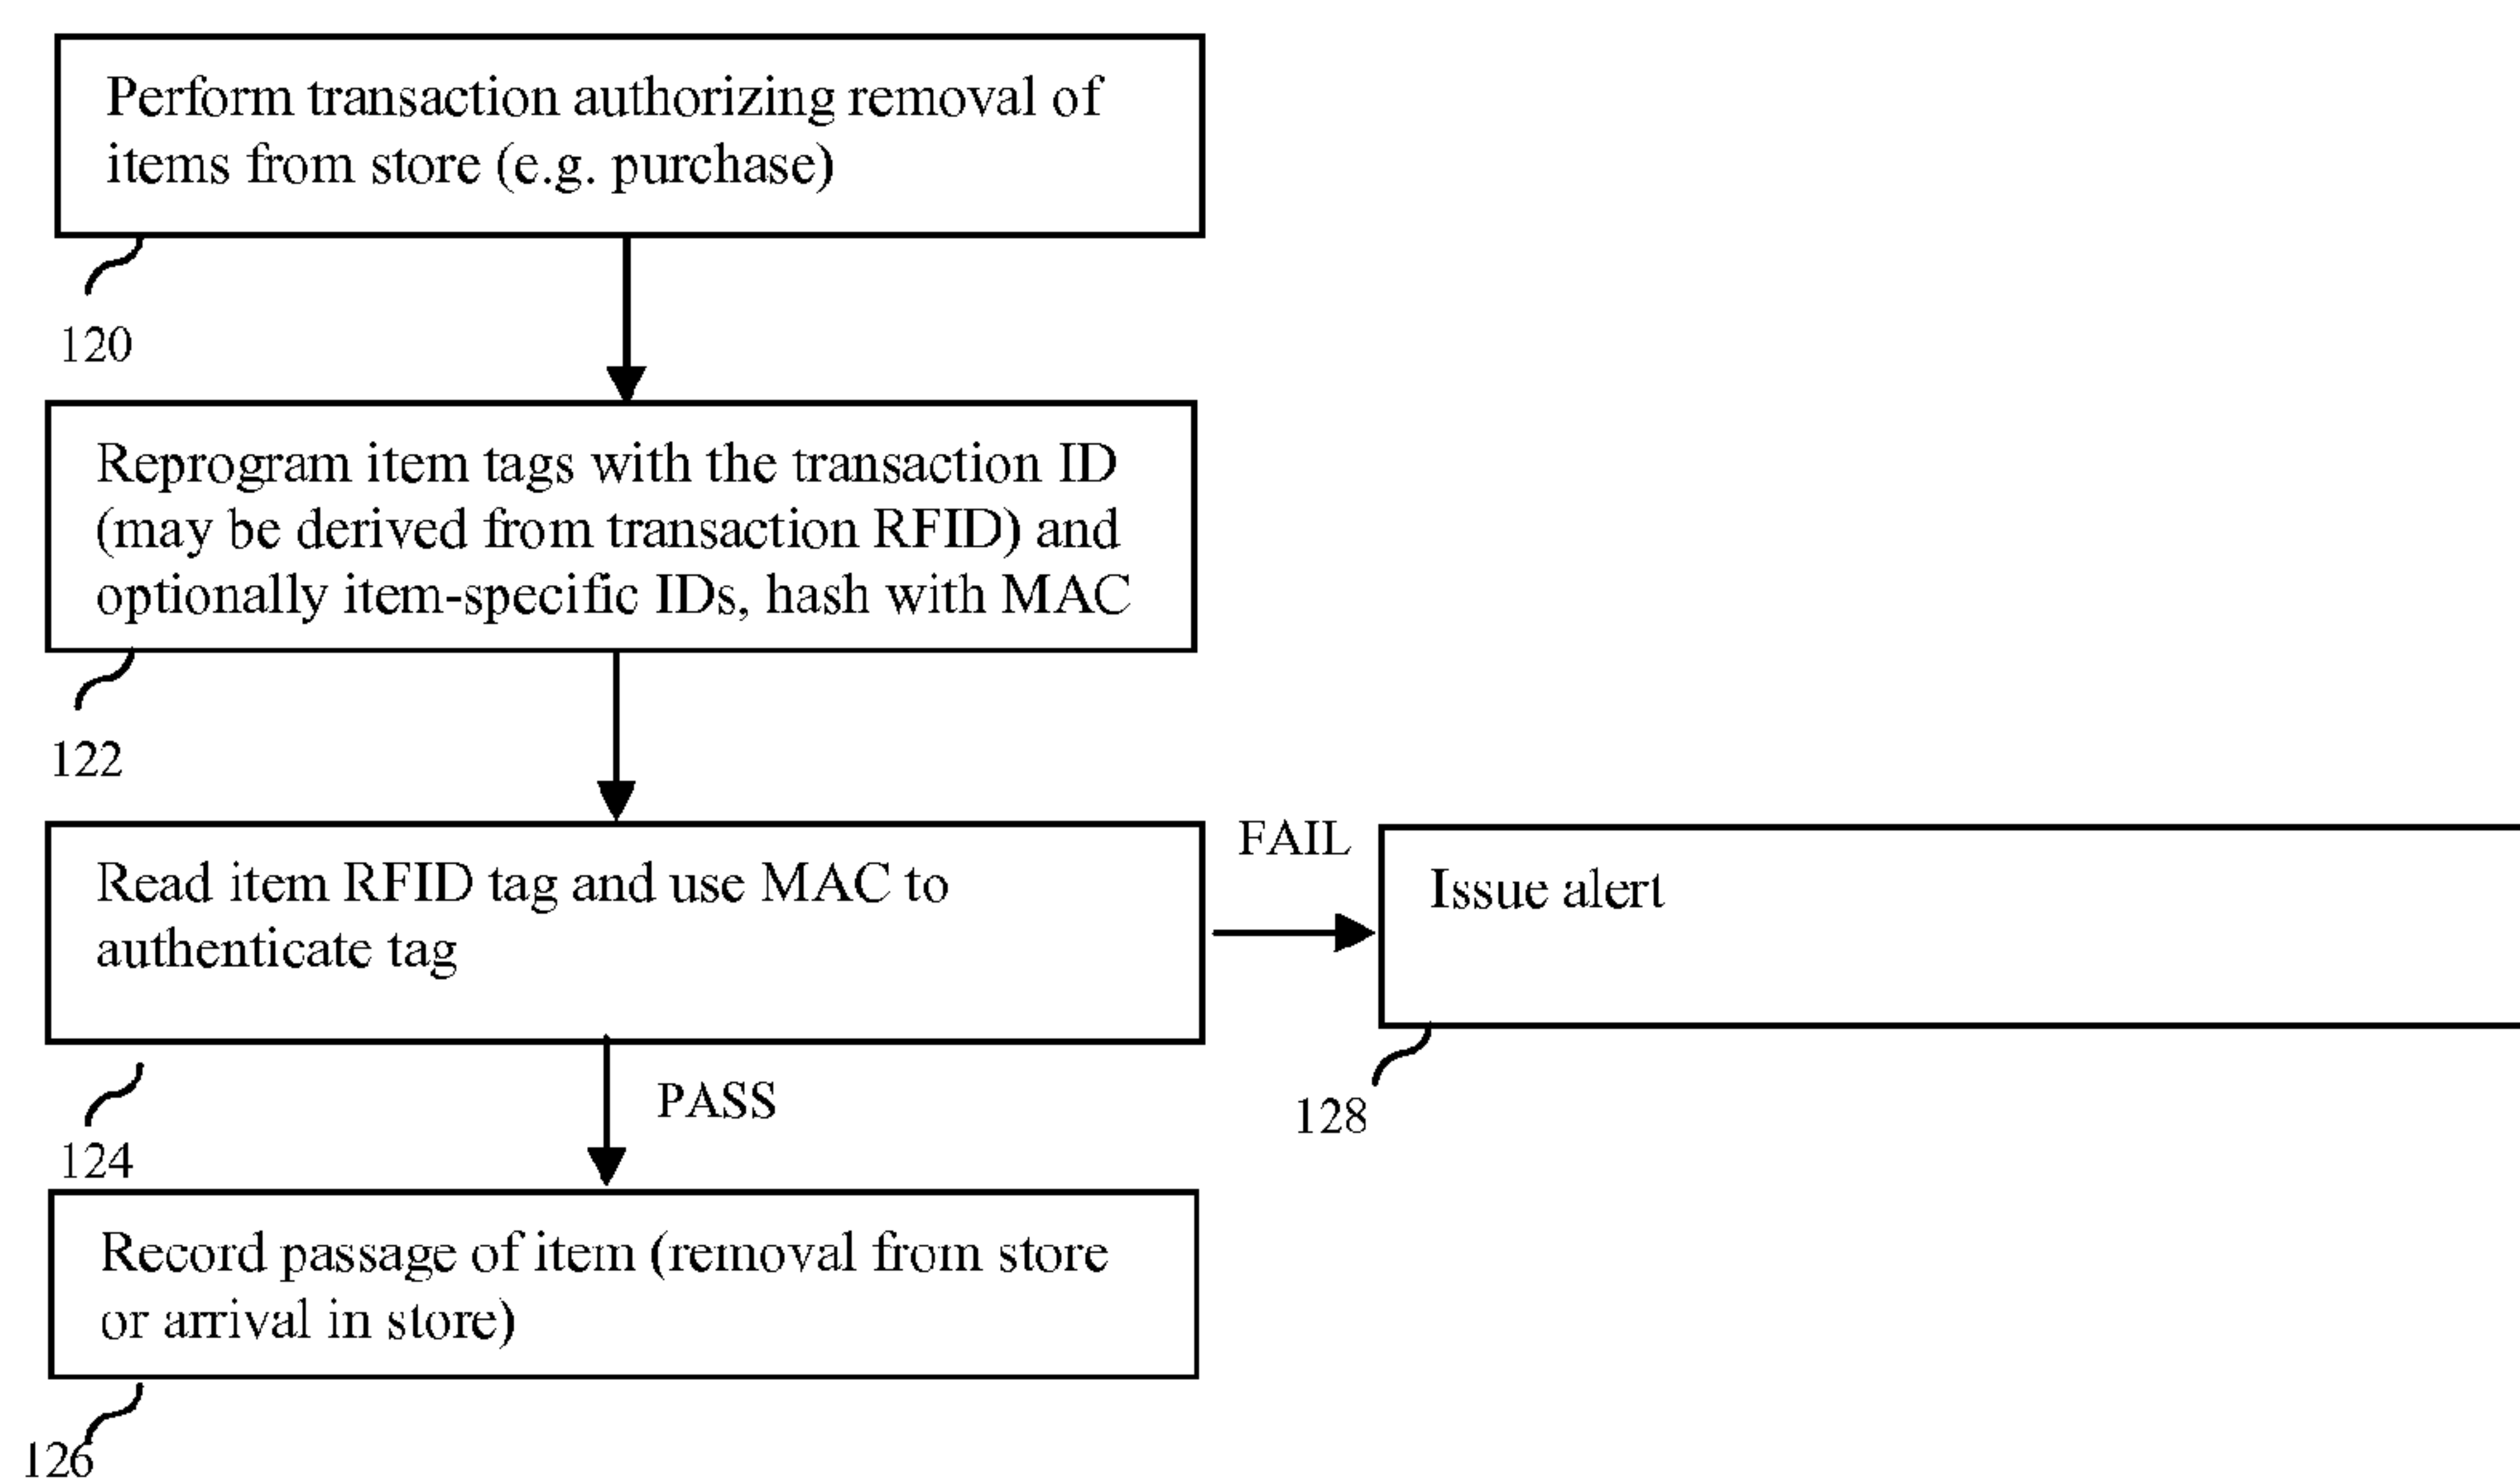 Perform transaction authorizing removal of
items from store (e.g. purchase)
120
Reprogram item tags with the transaction ID
(may be derived from transaction RFID) and
optionally item-specific IDs, hash with MAC
122
Read item RFID tag and use MAC to
authenticate tag
124
FAIL
Issue alert
128
PASS
Record passage of item (removal from store
or arrival in store)
126